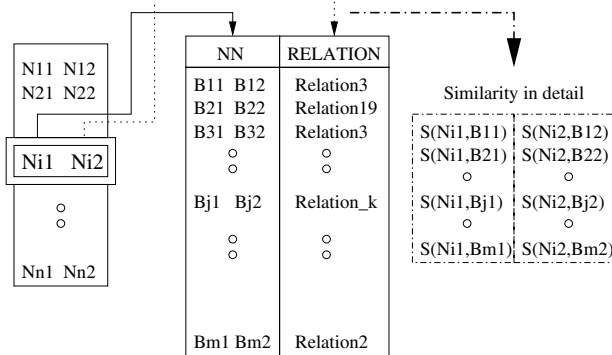 N11 N12
N21 N22
Ni1 Ni2
Nn1 Nn2
NN RELATION
B11 B12 Relation3
B21 B22 Relation19
B31 B32 Relation3
Bj1 Bj2 Relation_k
Bm1 Bm2 Relation2
Similarity in detail
S(Ni1,B11) S(Ni2,B12)
S(Ni1,B21) S(Ni2,B22)
S(Ni1,Bj1) S(Ni2,Bj2)
S(Ni1,Bm1) S(Ni2,Bm2)